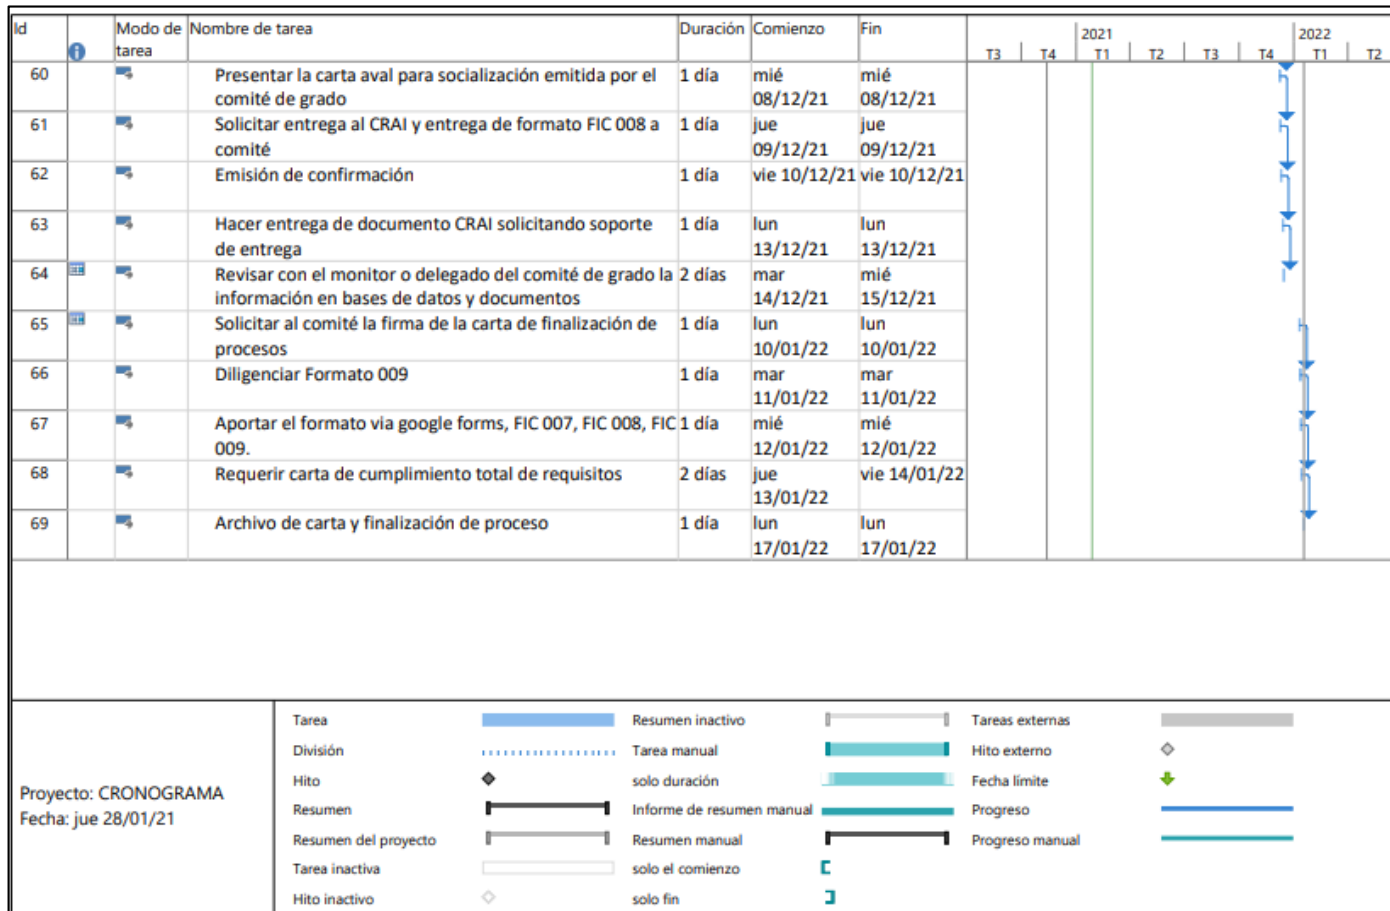 Id
Modo de
tarea
Nombre de tarea
Duración
Comienzo
Fin
2021
2022
T3 T4 T1 T2 T3 T4 T1 T2
60
Presentar la carta aval para socialización emitida por el
comité de grado
1 día
mié
08/12/21
mié
08/12/21
61
Solicitar entrega al CRAI y entrega de formato FIC 008 a
comité
1 día
jue
09/12/21
jue
09/12/21
62
Emisión de confirmación
1 día
vie 10/12/21
vie 10/12/21
63
Hacer entrega de documento CRAI solicitando soporte
de entrega
1 día
lun
13/12/21
lun
13/12/21
64
Revisar con el monitor o delegado del comité de grado la
información en bases de datos y documentos
2 días
mar
14/12/21
mié
15/12/21
65
Solicitar al comité la firma de la carta de finalización de
procesos
1 día
lun
10/01/22
lun
10/01/22
66
Diligenciar Formato 009
1 día
mar
11/01/22
mar
11/01/22
67
Aportar el formato via google forms, FIC 007, FIC 008, FIC
009.
1 día
mié
12/01/22
mié
12/01/22
68
Requerir carta de cumplimiento total de requisitos
2 días
jue
13/01/22
vie 14/01/22
69
Archivo de carta y finalización de proceso
1 día
lun
17/01/22
lun
17/01/22
Proyecto: CRONOGRAMA
Fecha: jue 28/01/21
Tarea
División
Hito
Resumen
Resumen del proyecto
Tarea inactiva
Hito inactivo
Resumen inactivo
Tarea manual
solo duración
Informe de resumen manual
Resumen manual
solo el comienzo
solo fin
Tareas externas
Hito externo
Fecha límite
Progreso
Progreso manual